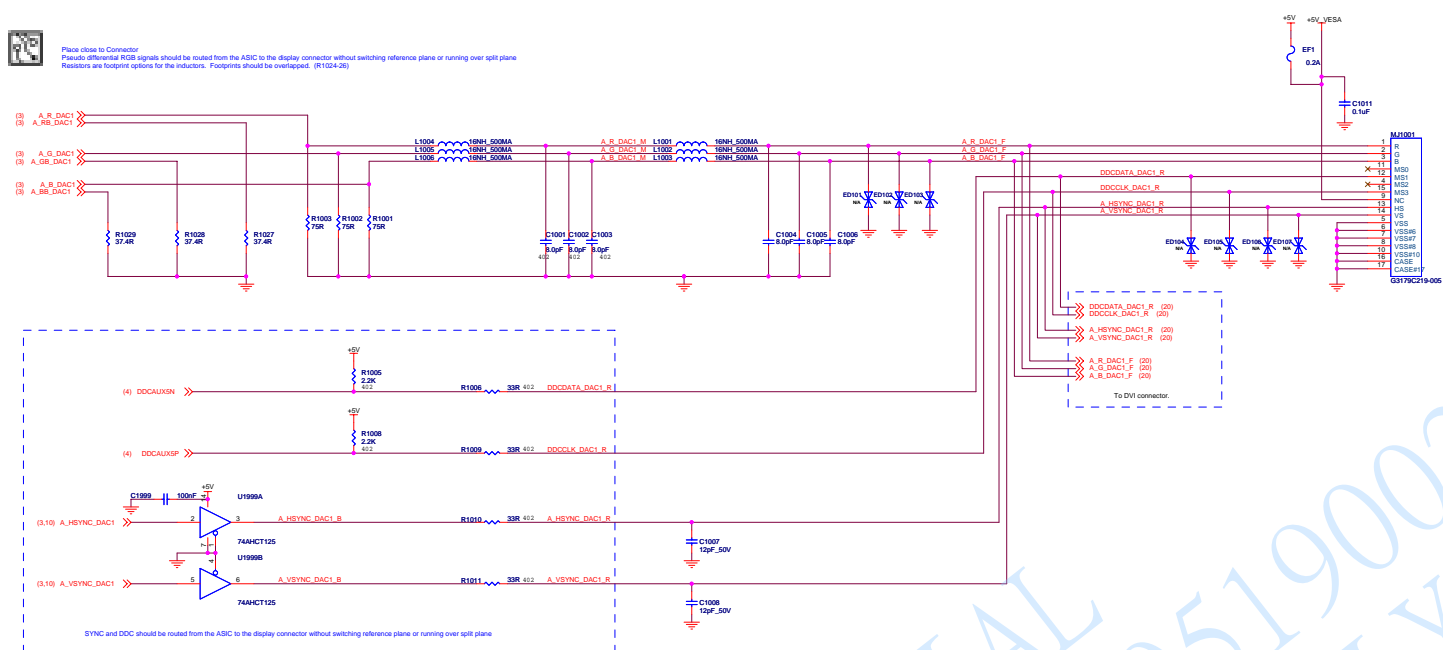 +5V
+5V_VESA
Place close to Connector
Pseudo differential RGB signals should be routed from the ASIC to the display connector without switching reference plane or running over split plane
Resistors are footprint options for the inductors. Footprints should be overlapped. (R1024-26)
EF1
0.2A
C1011
0.1uF
(3) A_R_DAC1
(3) A_RB_DAC1
(3) A_G_DAC1
(3) A_GB_DAC1
(3) A_B_DAC1
(3) A_BB_DAC1
L1004 16NH_500MA
L1005 16NH_500MA
L1006 16NH_500MA
A_R_DAC1_M
A_G_DAC1_M
A_B_DAC1_M
L1001 16NH_500MA
L1002 16NH_500MA
L1003 16NH_500MA
A_R_DAC1_F
A_G_DAC1_F
A_B_DAC1_F
DDCDATA_DAC1_R
DDCCLK_DAC1_R
A_HSYNC_DAC1_R
A_VSYNC_DAC1_R
MJ1001
1 R
2 G
3 B
11 MS0
12 MS1
4 MS2
15 MS3
9 NC
13 HS
14 VS
5 VSS
6 VSS#6
7 VSS#7
8 VSS#8
10 VSS#10
16 CASE
17 CASE#17
G3179C219-005
R1029
37.4R
R1028
37.4R
R1027
37.4R
R1003
75R
R1002
75R
R1001
75R
C1001
8.0pF
402
C1002
8.0pF
402
C1003
8.0pF
402
C1004
8.0pF
C1005
8.0pF
C1006
8.0pF
ED101
N/A
ED102
N/A
ED103
N/A
ED104
N/A
ED105
N/A
ED106
N/A
ED107
N/A
DDCDATA_DAC1_R (20)
DDCCLK_DAC1_R (20)
A_HSYNC_DAC1_R (20)
A_VSYNC_DAC1_R (20)
A_R_DAC1_F (20)
A_G_DAC1_F (20)
A_B_DAC1_F (20)
To DVI connector.
+5V
R1005
2.2K
402
(4) DDCAUX5N
R1006 33R 402 DDCDATA_DAC1_R
+5V
R1008
2.2K
402
(4) DDCAUX5P
R1009 33R 402 DDCCLK_DAC1_R
+5V
C1999 100nF
14
U1999A
(3,10) A_HSYNC_DAC1
2 3
A_HSYNC_DAC1_B
R1010 33R 402 A_HSYNC_DAC1_R
7 1
74AHCT125
C1007
12pF_50V
U1999B
4
(3,10) A_VSYNC_DAC1
5 6
A_VSYNC_DAC1_B
R1011 33R 402 A_VSYNC_DAC1_R
74AHCT125
C1008
12pF_50V
SYNC and DDC should be routed from the ASIC to the display connector without switching reference plane or running over split plane